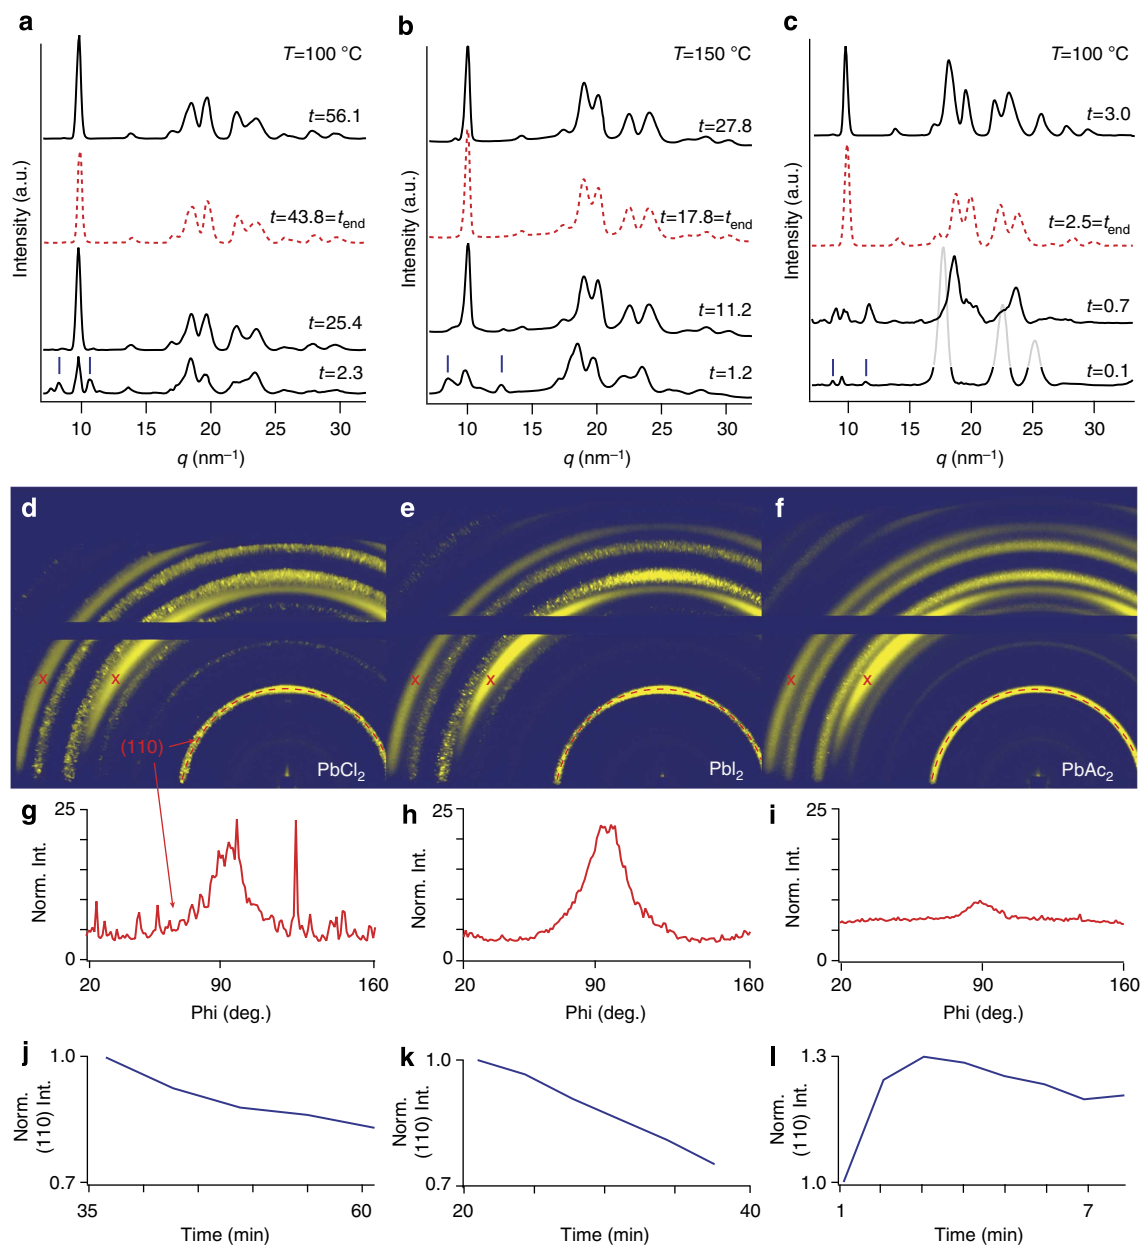 a
b
c
T=100 °C
T=150 °C
T=100 °C
t=56.1
t=27.8
t=3.0
t=43.8=tend
t=17.8=tend
t=2.5=tend
t=25.4
t=11.2
t=0.7
t=2.3
t=1.2
t=0.1
Intensity (a.u.)
Intensity (a.u.)
Intensity (a.u.)
10 15 20 25 30
10 15 20 25 30
10 15 20 25 30
q (nm–1)
q (nm–1)
q (nm–1)
d
e
f
x x
x x
x x
(110)
PbCl2
PbI2
PbAc2
g
h
i
25
0
Norm. Int.
20 90 160
Phi (deg.)
25
0
Norm. Int.
20 90 160
Phi (deg.)
25
0
Norm. Int.
20 90 160
Phi (deg.)
j
k
l
1.0
0.7
Norm.
(110) Int.
35 60
Time (min)
1.0
0.7
Norm.
(110) Int.
20 40
Time (min)
1.3
1.0
Norm.
(110) Int.
1 7
Time (min)